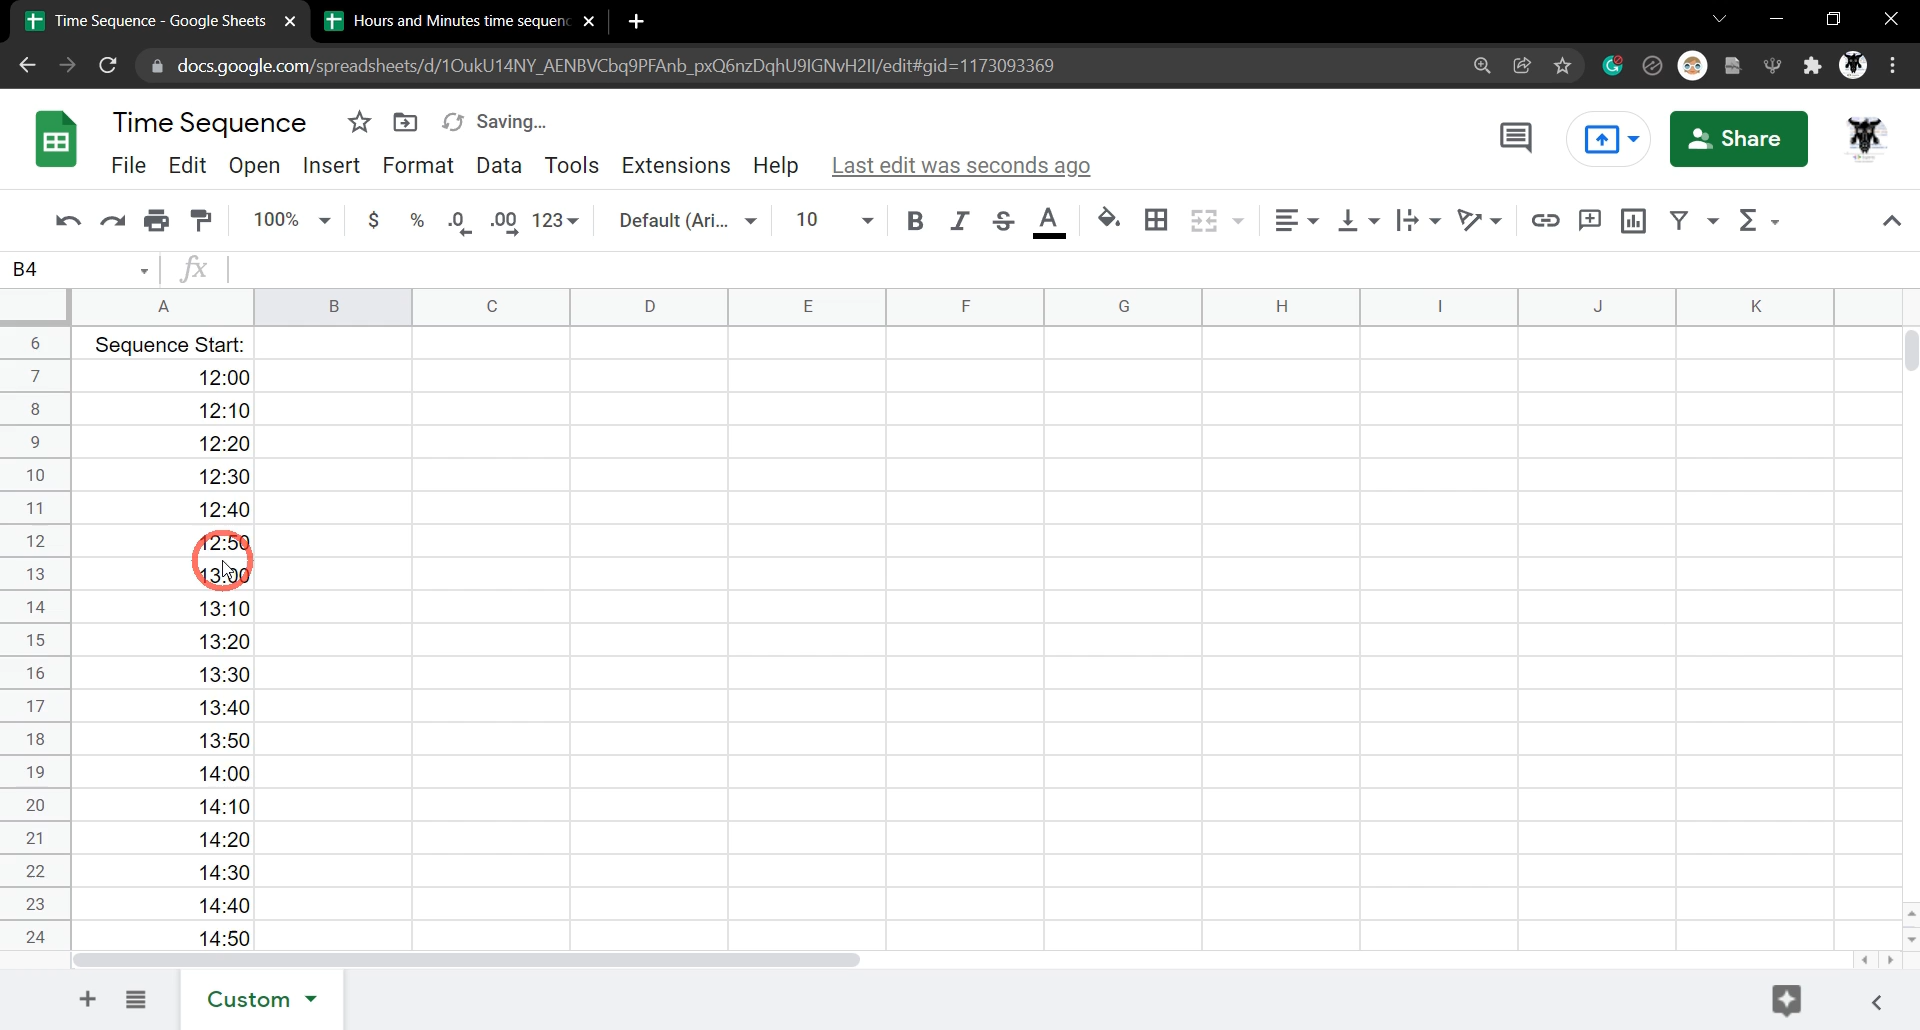 Time Sequence - Google Sheets
Hours and Minutes time sequenc
docs.google.com/spreadsheets/d/1OukU14NY_AENBVCbq9PFAnb_pxQ6nzDqhU9IGNvH2II/edit#gid=1173093369
Time Sequence Saving...
Share
File Edit Open Insert Format Data Tools Extensions Help Last edit was seconds ago
100% $ % .0 .00 123 Default (Ari... 10 B I S A
B4 fx
A B C D E F G H I J K
6 Sequence Start:
7 12:00
8 12:10
9 12:20
10 12:30
11 12:40
12 12:50
13 13:00
14 13:10
15 13:20
16 13:30
17 13:40
18 13:50
19 14:00
20 14:10
21 14:20
22 14:30
23 14:40
24 14:50
Custom